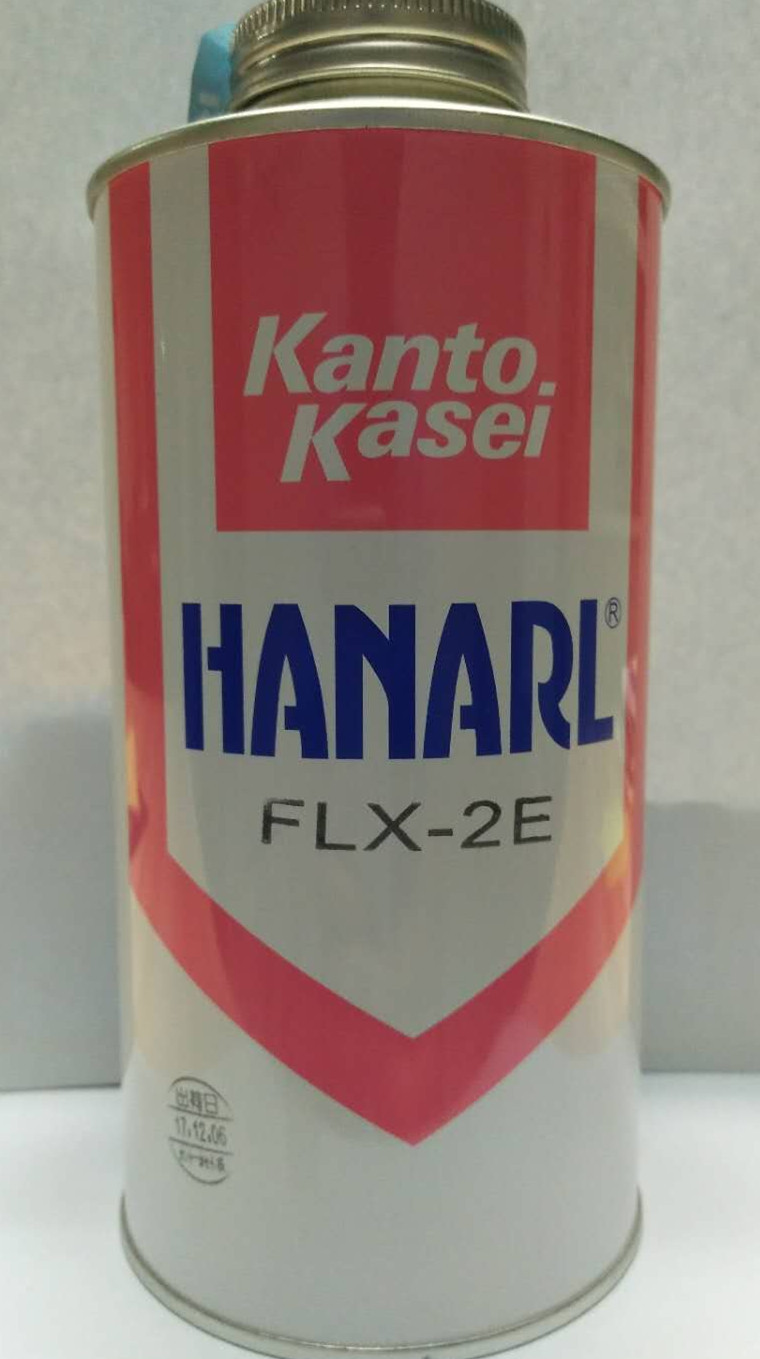 Kanto
Kasei
HANARL®
FLX-2E
出荷日
17.12.06